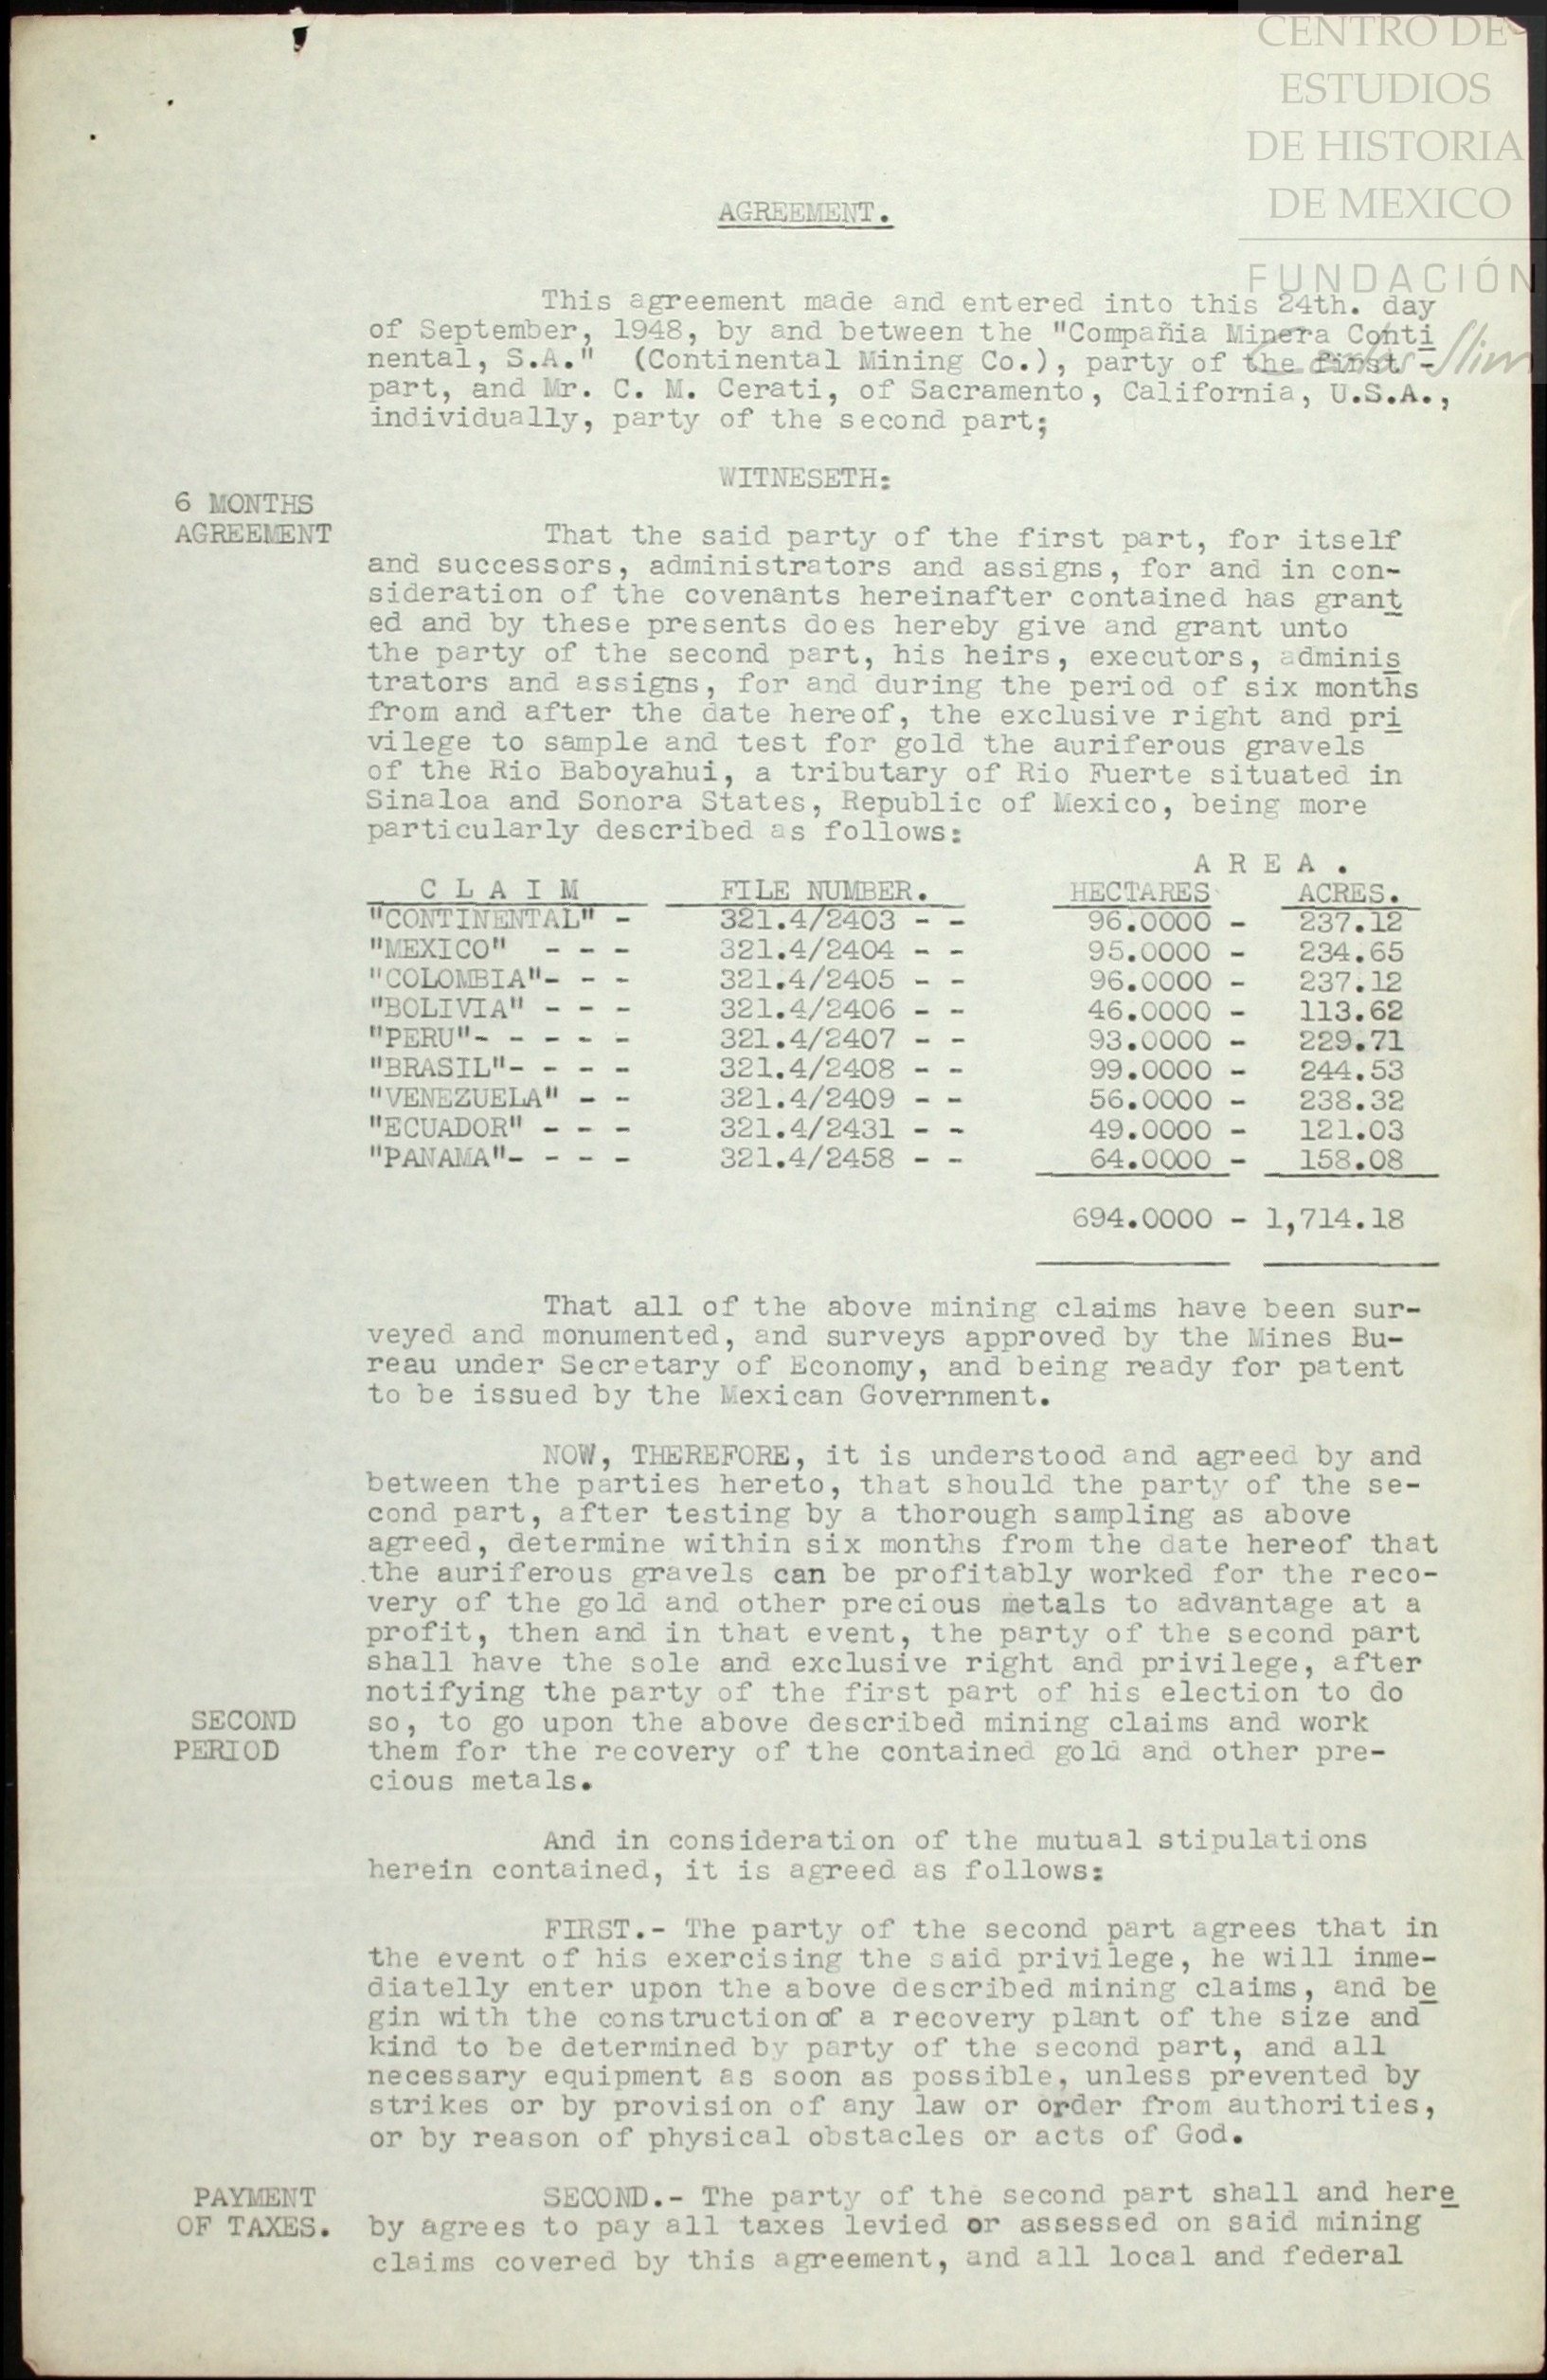 CENTRO DE
ESTUDIOS
DE HISTORIA
DE MEXICO
FUNDACIÓN
Carlos Slim
AGREEMENT.
This agreement made and entered into this 24th. day
of September, 1948, by and between the "Compañia Minera Conti
nental, S.A." (Continental Mining Co.), party of the first -
part, and Mr. C. M. Cerati, of Sacramento, California, U.S.A.,
individually, party of the second part;
WITNESETH:
6 MONTHS
AGREEMENT
That the said party of the first part, for itself
and successors, administrators and assigns, for and in con-
sideration of the covenants hereinafter contained has grant
ed and by these presents does hereby give and grant unto
the party of the second part, his heirs, executors, adminis
trators and assigns, for and during the period of six months
from and after the date hereof, the exclusive right and pri
vilege to sample and test for gold the auriferous gravels
of the Rio Baboyahui, a tributary of Rio Fuerte situated in
Sinaloa and Sonora States, Republic of Mexico, being more
particularly described as follows:
A R E A .
C L A I M FILE NUMBER. HECTARES ACRES.
"CONTINENTAL" - 321.4/2403 - - 96.0000 - 237.12
"MEXICO" - - - 321.4/2404 - - 95.0000 - 234.65
"COLOMBIA"- - - 321.4/2405 - - 96.0000 - 237.12
"BOLIVIA" - - - 321.4/2406 - - 46.0000 - 113.62
"PERU"- - - - - 321.4/2407 - - 93.0000 - 229.71
"BRASIL"- - - - 321.4/2408 - - 99.0000 - 244.53
"VENEZUELA" - - 321.4/2409 - - 56.0000 - 238.32
"ECUADOR" - - - 321.4/2431 - - 49.0000 - 121.03
"PANAMA"- - - - 321.4/2458 - - 64.0000 - 158.08
694.0000 - 1,714.18
That all of the above mining claims have been sur-
veyed and monumented, and surveys approved by the Mines Bu-
reau under Secretary of Economy, and being ready for patent
to be issued by the Mexican Government.
NOW, THEREFORE, it is understood and agreed by and
between the parties hereto, that should the party of the se-
cond part, after testing by a thorough sampling as above
agreed, determine within six months from the date hereof that
.the auriferous gravels can be profitably worked for the reco-
very of the gold and other precious metals to advantage at a
profit, then and in that event, the party of the second part
shall have the sole and exclusive right and privilege, after
notifying the party of the first part of his election to do
SECOND
PERIOD
so, to go upon the above described mining claims and work
them for the recovery of the contained gold and other pre-
cious metals.
And in consideration of the mutual stipulations
herein contained, it is agreed as follows:
FIRST.- The party of the second part agrees that in
the event of his exercising the said privilege, he will inme-
diatelly enter upon the above described mining claims, and be
gin with the construction of a recovery plant of the size and
kind to be determined by party of the second part, and all
necessary equipment as soon as possible, unless prevented by
strikes or by provision of any law or order from authorities,
or by reason of physical obstacles or acts of God.
PAYMENT
OF TAXES.
SECOND.- The party of the second part shall and here
by agrees to pay all taxes levied or assessed on said mining
claims covered by this agreement, and all local and federal